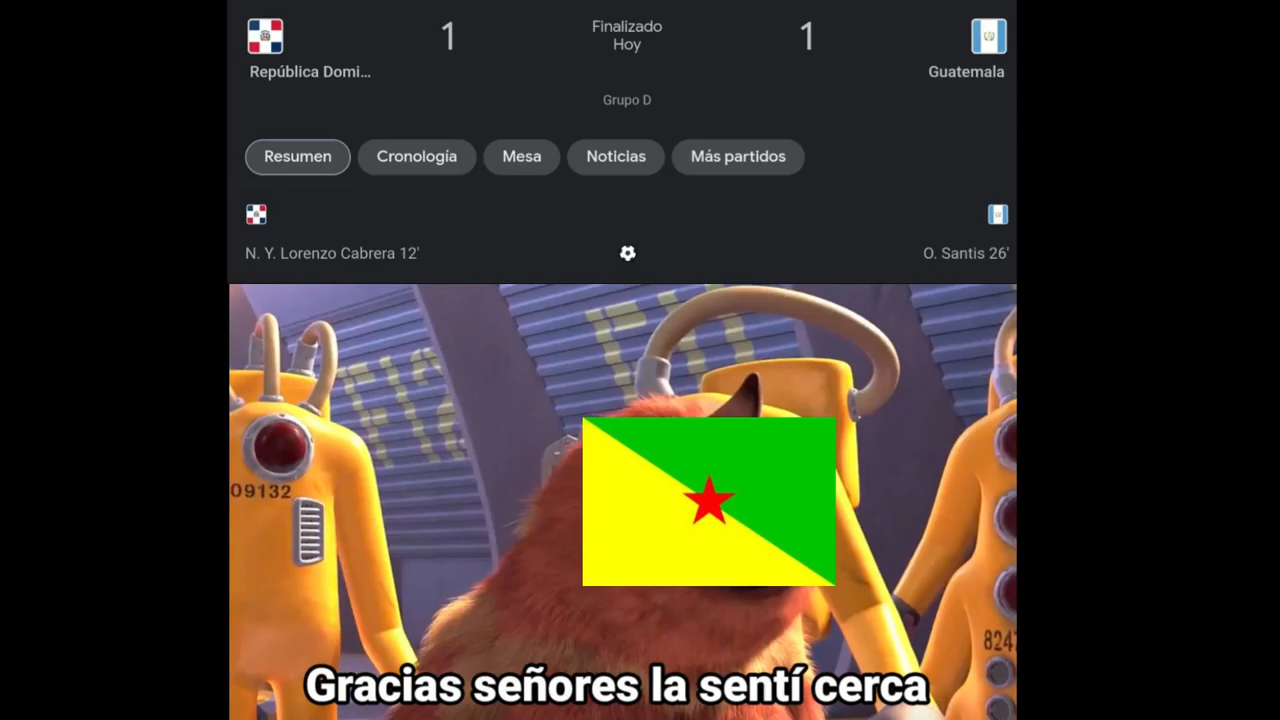 1
Finalizado
Hoy
1
República Domi...
Guatemala
Grupo D
Resumen
Cronología
Mesa
Noticias
Más partidos
N. Y. Lorenzo Cabrera 12'
O. Santis 26'
09132
824
Gracias señores la sentí cerca